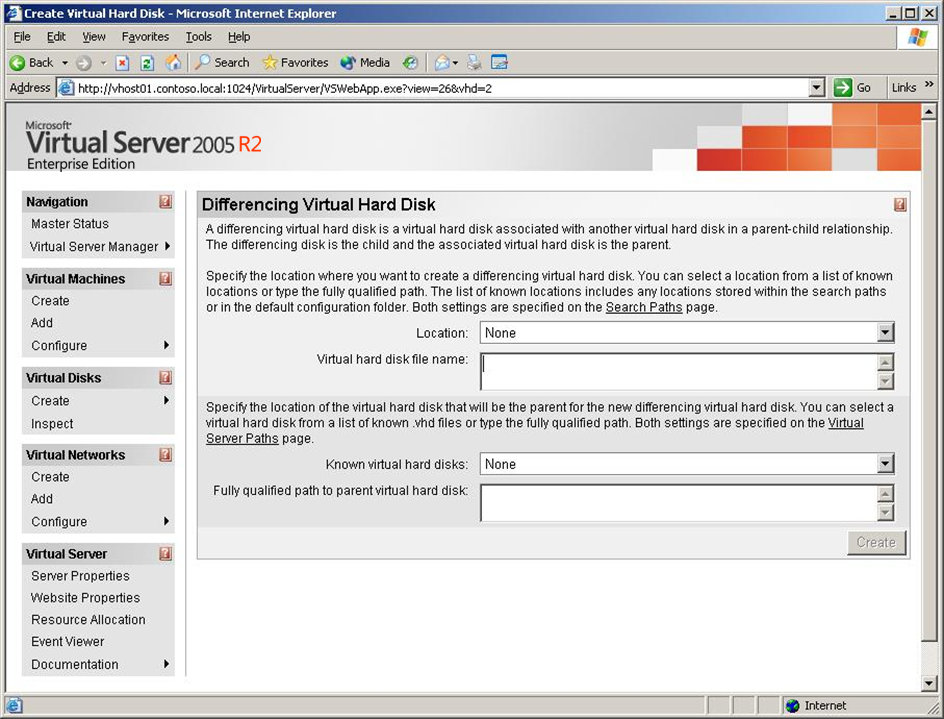 Create Virtual Hard Disk - Microsoft Internet Explorer
File Edit View Favorites Tools Help
Back Search Favorites Media
Address http://vhost01.contoso.local:1024/VirtualServer/VSWebApp.exe?view=26&vhd=2 Go Links »
Microsoft®
Virtual Server 2005 R2
Enterprise Edition
Navigation ?
Master Status
Virtual Server Manager
Virtual Machines ?
Create
Add
Configure
Virtual Disks ?
Create
Inspect
Virtual Networks ?
Create
Add
Configure
Virtual Server ?
Server Properties
Website Properties
Resource Allocation
Event Viewer
Documentation
Differencing Virtual Hard Disk ?
A differencing virtual hard disk is a virtual hard disk associated with another virtual hard disk in a parent-child relationship.
The differencing disk is the child and the associated virtual hard disk is the parent.
Specify the location where you want to create a differencing virtual hard disk. You can select a location from a list of known
locations or type the fully qualified path. The list of known locations includes any locations stored within the search paths
or in the default configuration folder. Both settings are specified on the Search Paths page.
Location: None
Virtual hard disk file name:
Specify the location of the virtual hard disk that will be the parent for the new differencing virtual hard disk. You can select a
virtual hard disk from a list of known .vhd files or type the fully qualified path. Both settings are specified on the Virtual
Server Paths page.
Known virtual hard disks: None
Fully qualified path to parent virtual hard disk:
Create
Internet